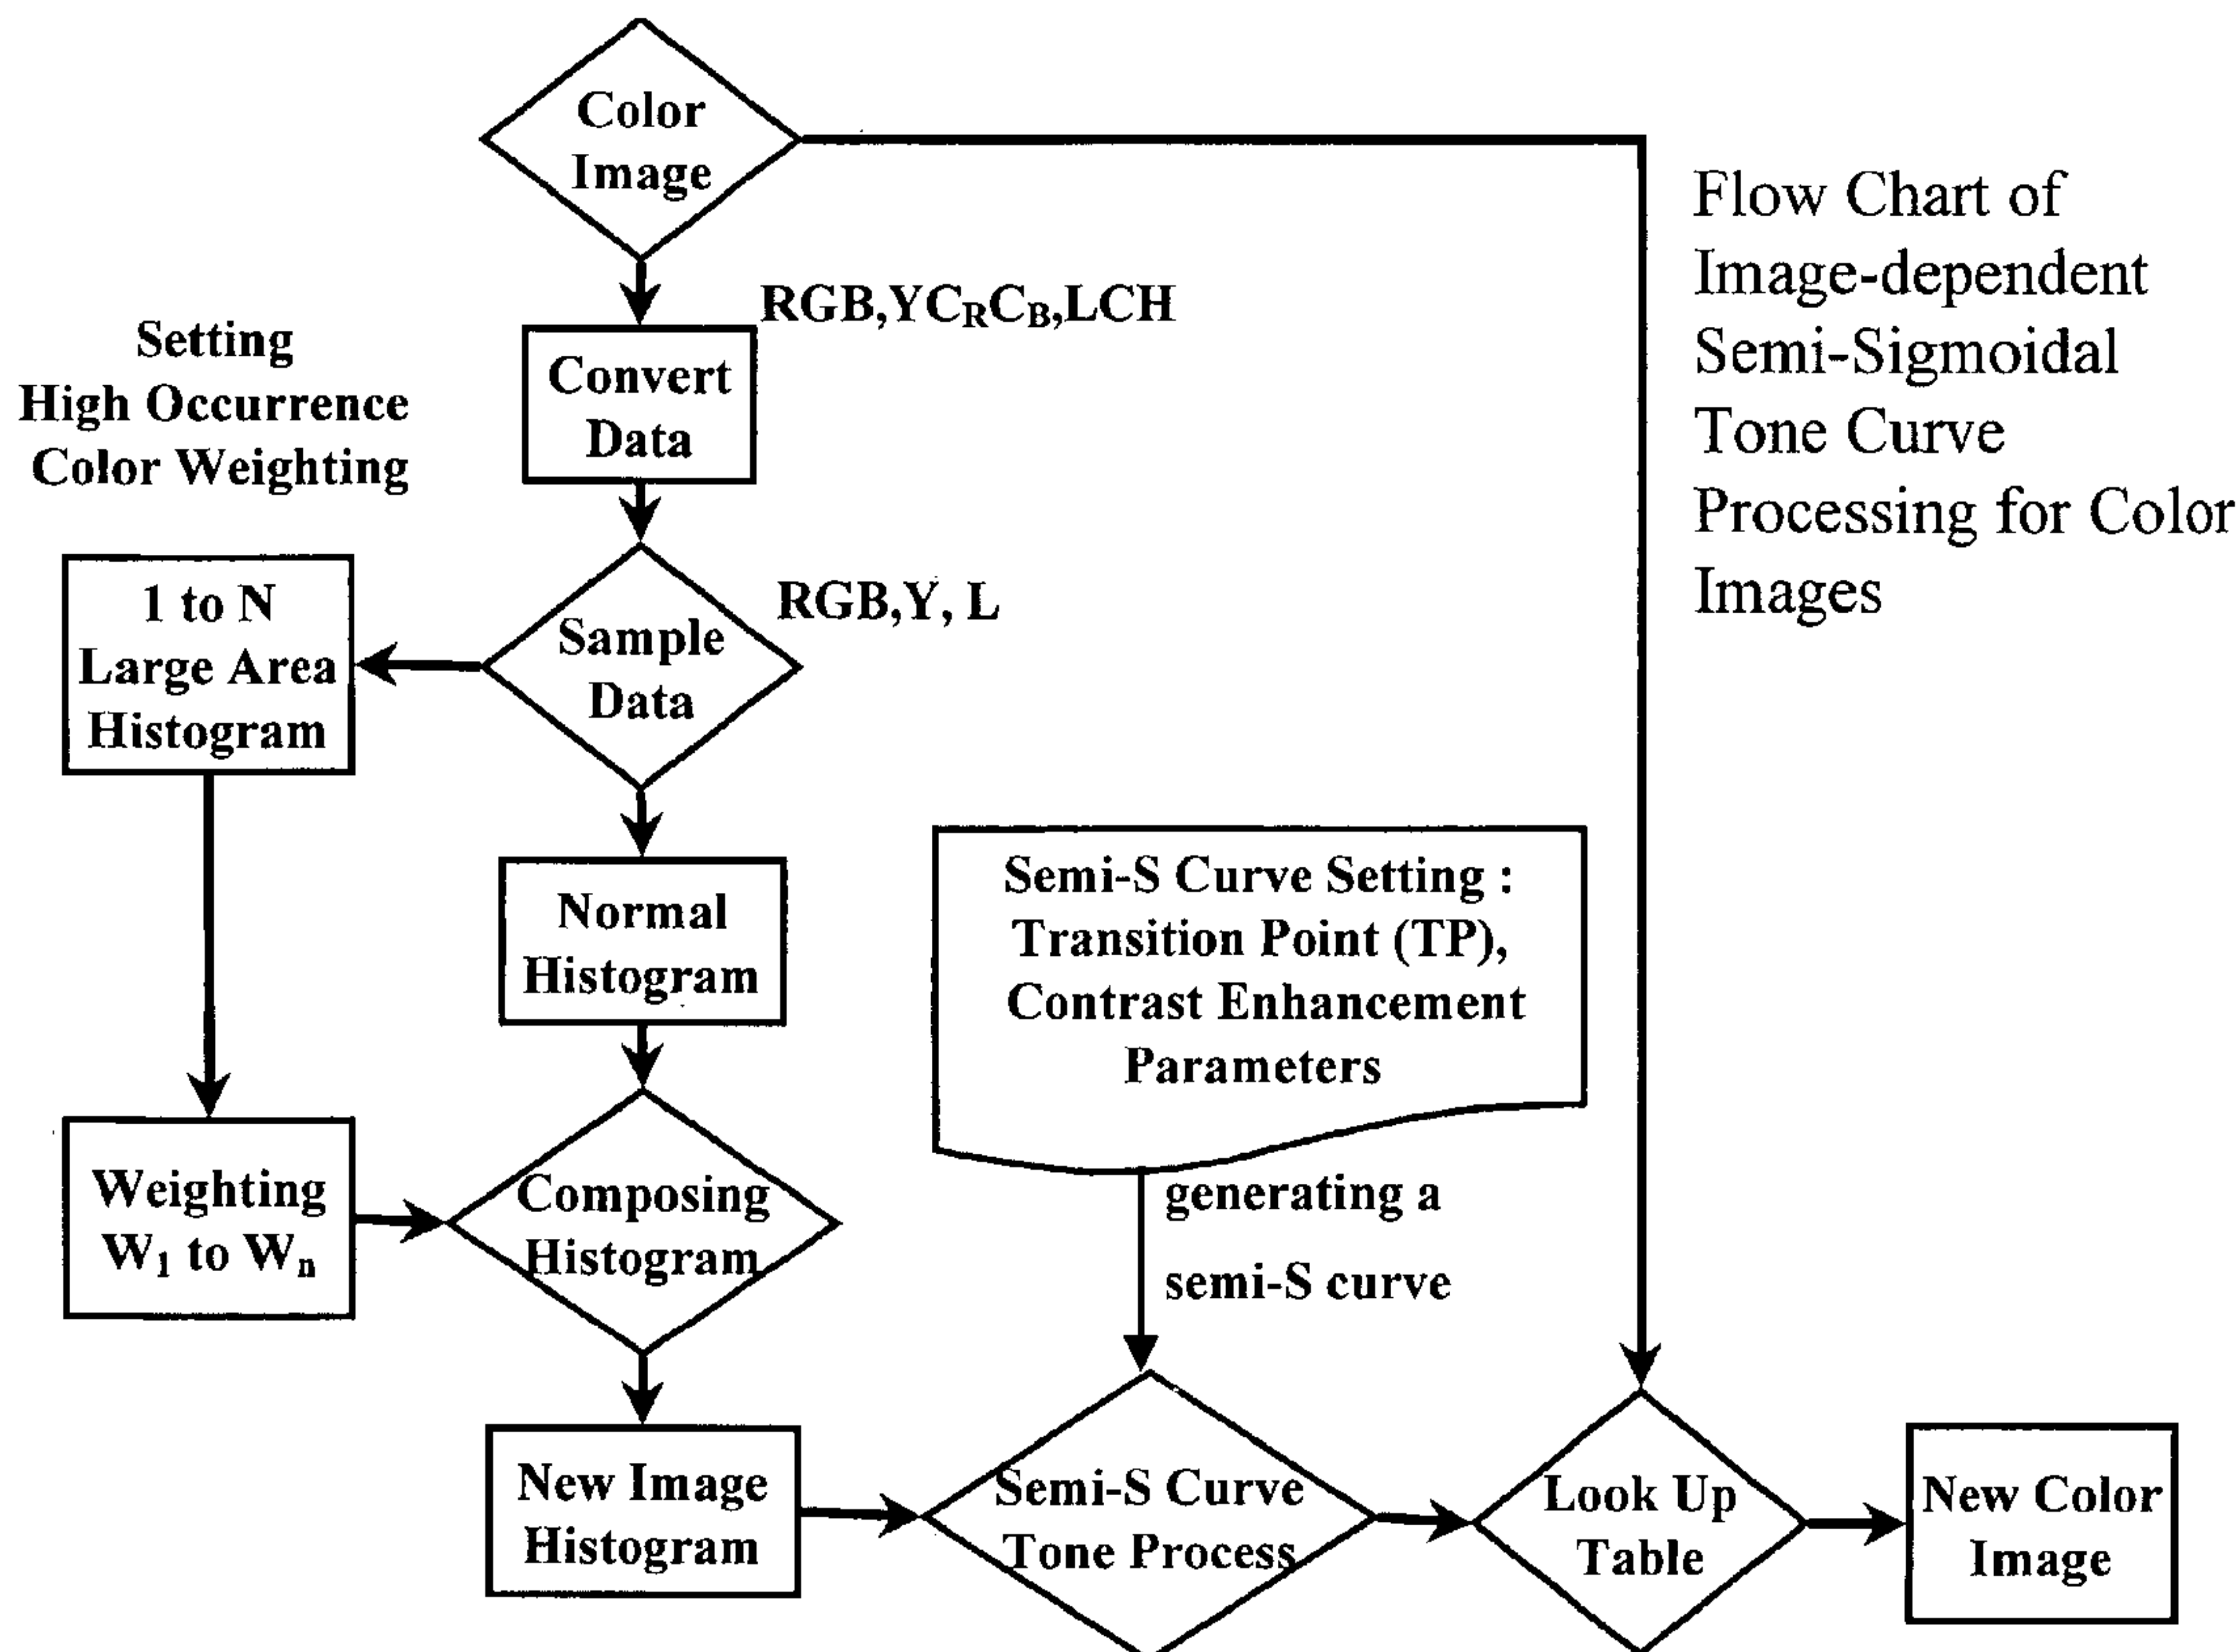 Color
Image
Flow Chart of
Image-dependent
Semi-Sigmoidal
Tone Curve
Processing for Color
Images
RGB,YCRCB,LCH
Setting
High Occurrence
Color Weighting
Convert
Data
1 to N
Large Area
Histogram
RGB,Y, L
Sample
Data
Normal
Histogram
Semi-S Curve Setting :
Transition Point (TP),
Contrast Enhancement
Parameters
Weighting
W1 to Wn
Composing
Histogram
generating a
semi-S curve
New Image
Histogram
Semi-S Curve
Tone Process
Look Up
Table
New Color
Image